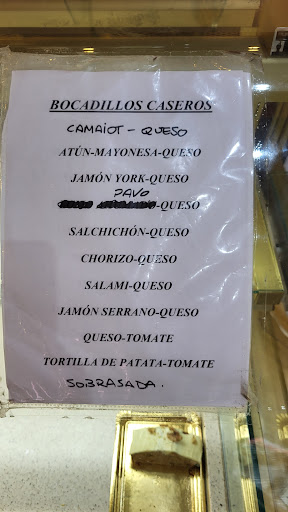 BOCADILLOS CASEROS
CAMAIOT - QUESO
ATÚN-MAYONESA-QUESO
JAMÓN YORK-QUESO
PAVO
-QUESO
SALCHICHÓN-QUESO
CHORIZO-QUESO
SALAMI-QUESO
JAMÓN SERRANO-QUESO
QUESO-TOMATE
TORTILLA DE PATATA-TOMATE
SOBRASADA.